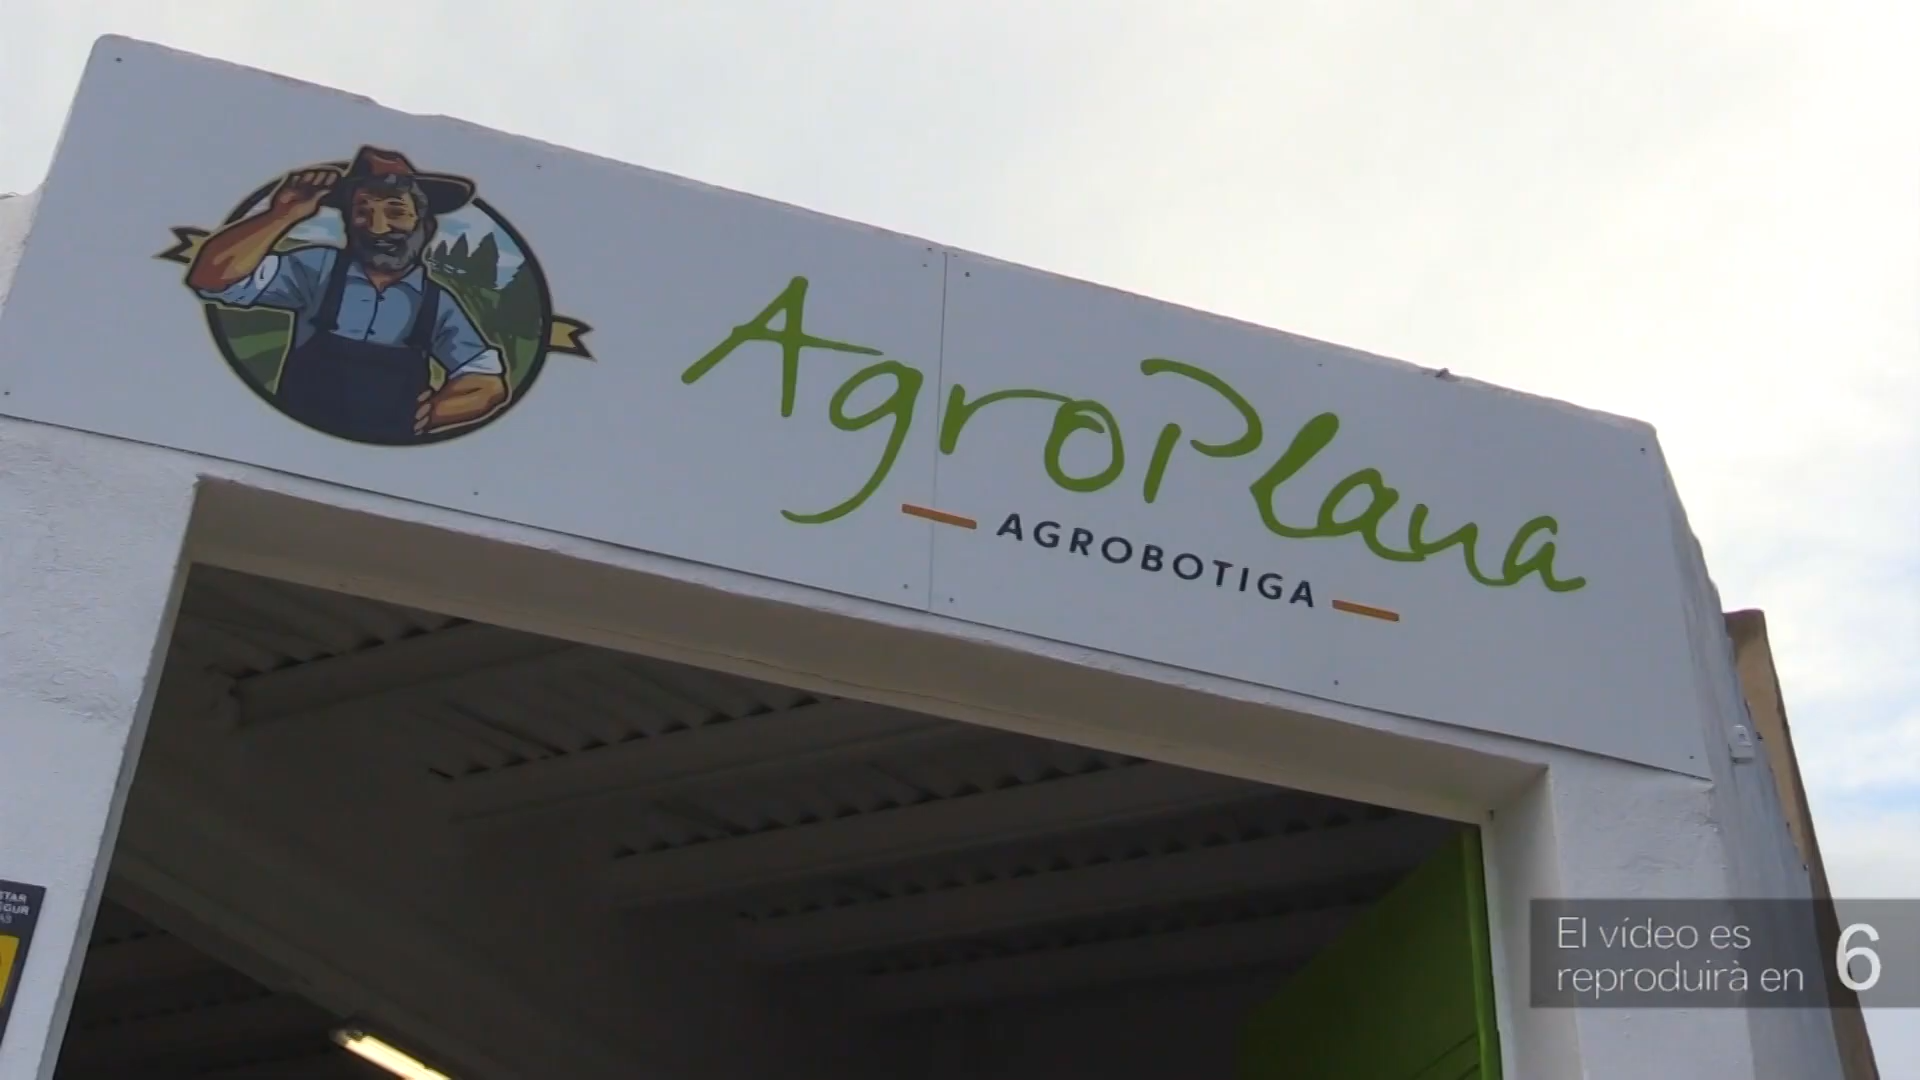 AgroPlana
AGROBOTIGA
El vídeo es
reproduirà en
6